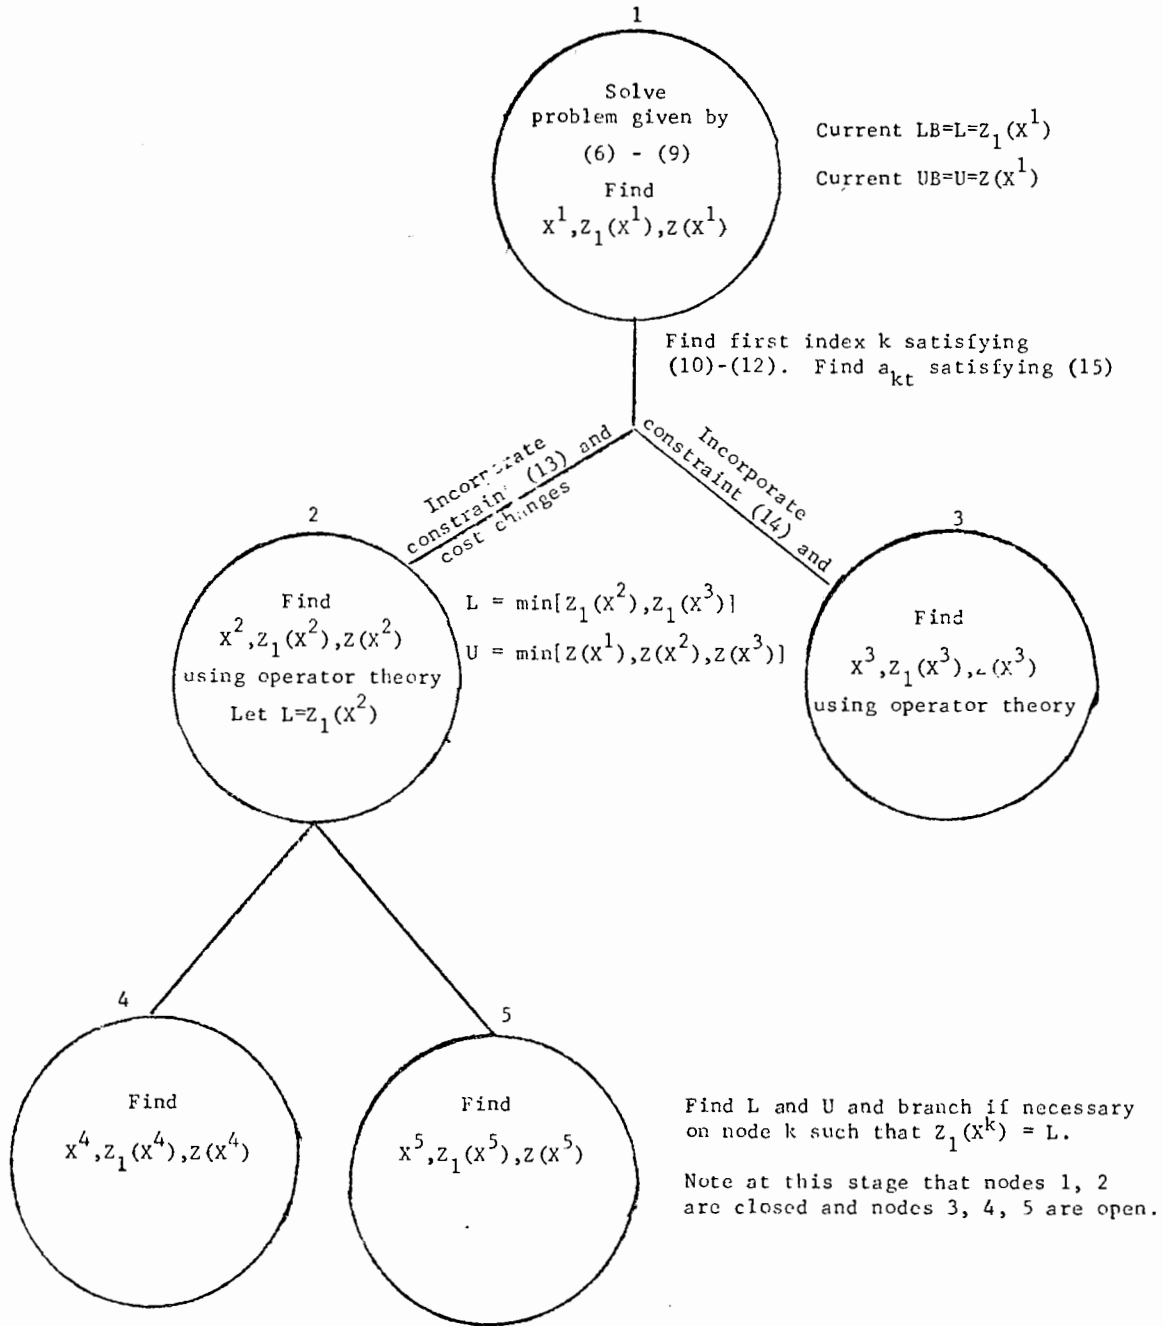 1
Solve
problem given by
(6) - (9)
Find
X^1,Z_1(X^1),Z(X^1)
Current LB=L=Z_1(X^1)
Current UB=U=Z(X^1)
Find first index k satisfying
(10)-(12). Find a_kt satisfying (15)
constraint (13) and
cost changes
Incorporate
constraint (14) and
2
Find
X^2,Z_1(X^2),Z(X^2)
using operator theory
Let L=Z_1(X^2)
L = min[Z_1(X^2),Z_1(X^3)]
U = min[Z(X^1),Z(X^2),Z(X^3)]
3
Find
X^3,Z_1(X^3),Z(X^3)
using operator theory
4
Find
X^4,Z_1(X^4),Z(X^4)
5
Find
X^5,Z_1(X^5),Z(X^5)
Find L and U and branch if necessary
on node k such that Z_1(X^k) = L.
Note at this stage that nodes 1, 2
are closed and nodes 3, 4, 5 are open.